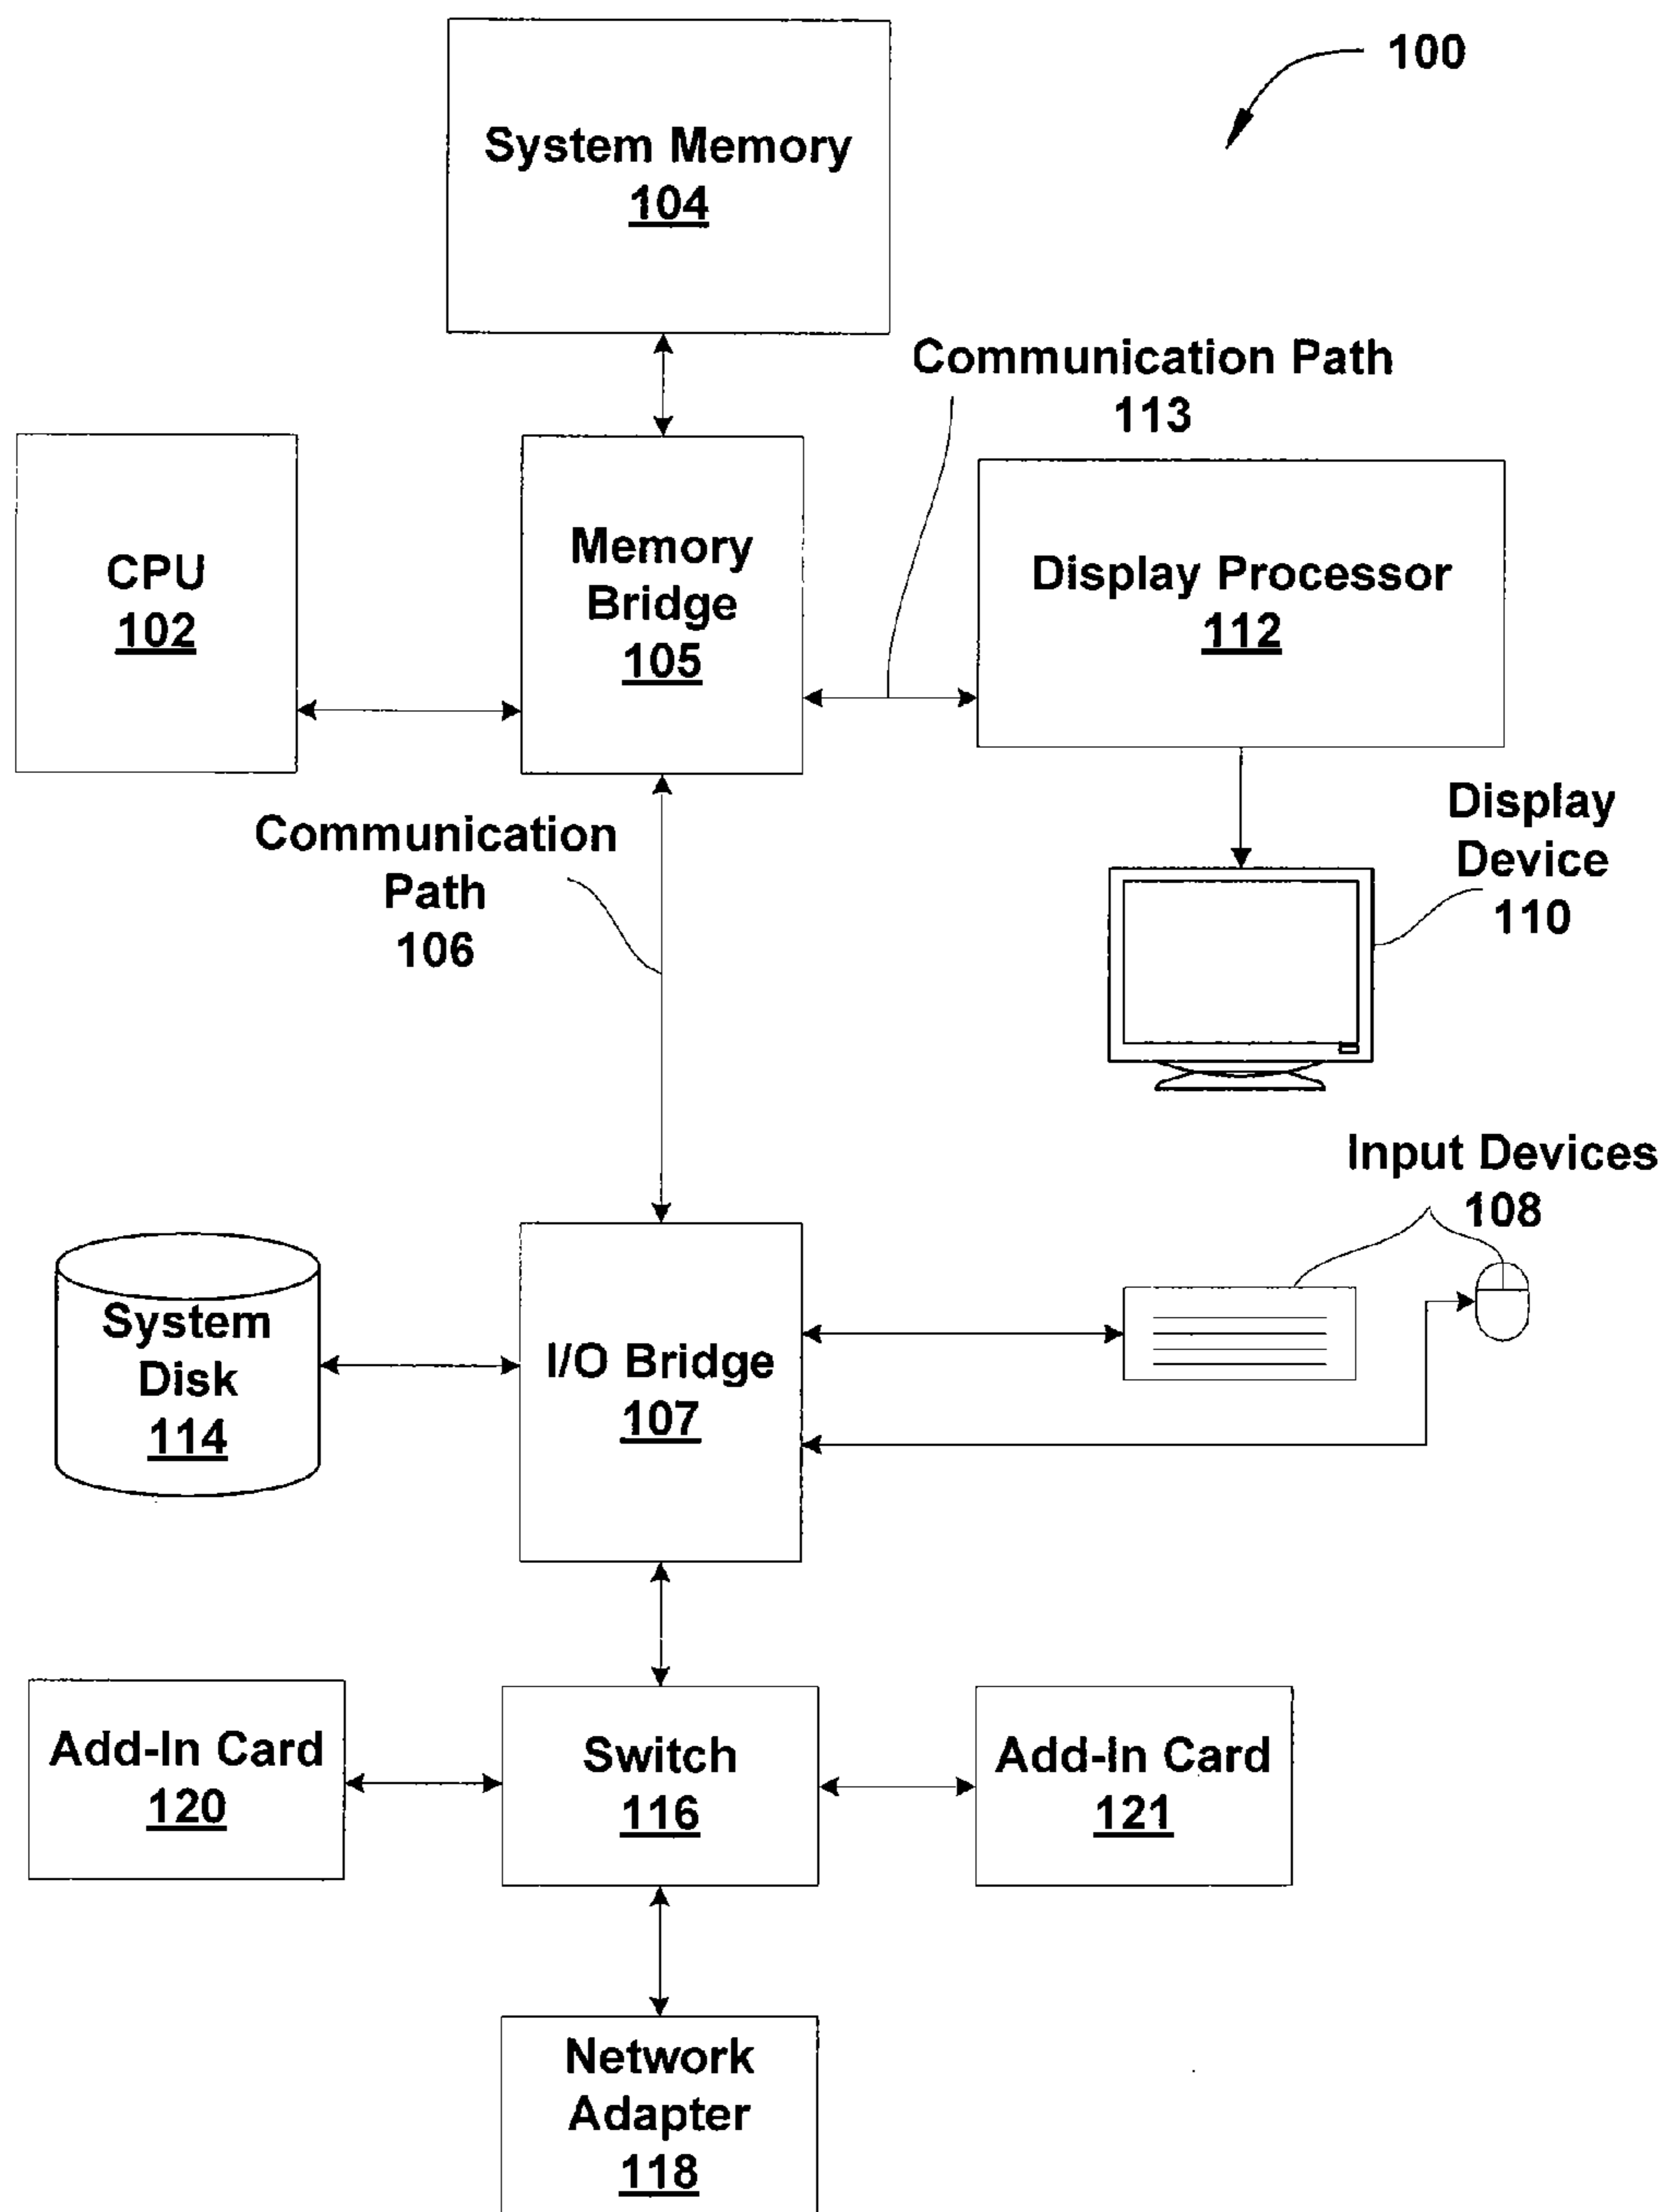 100
System Memory
104
Communication Path
113
CPU
102
Memory
Bridge
105
Display Processor
112
Communication
Path
106
Display
Device
110
Input Devices
108
System
Disk
114
I/O Bridge
107
Add-In Card
120
Switch
116
Add-In Card
121
Network
Adapter
118